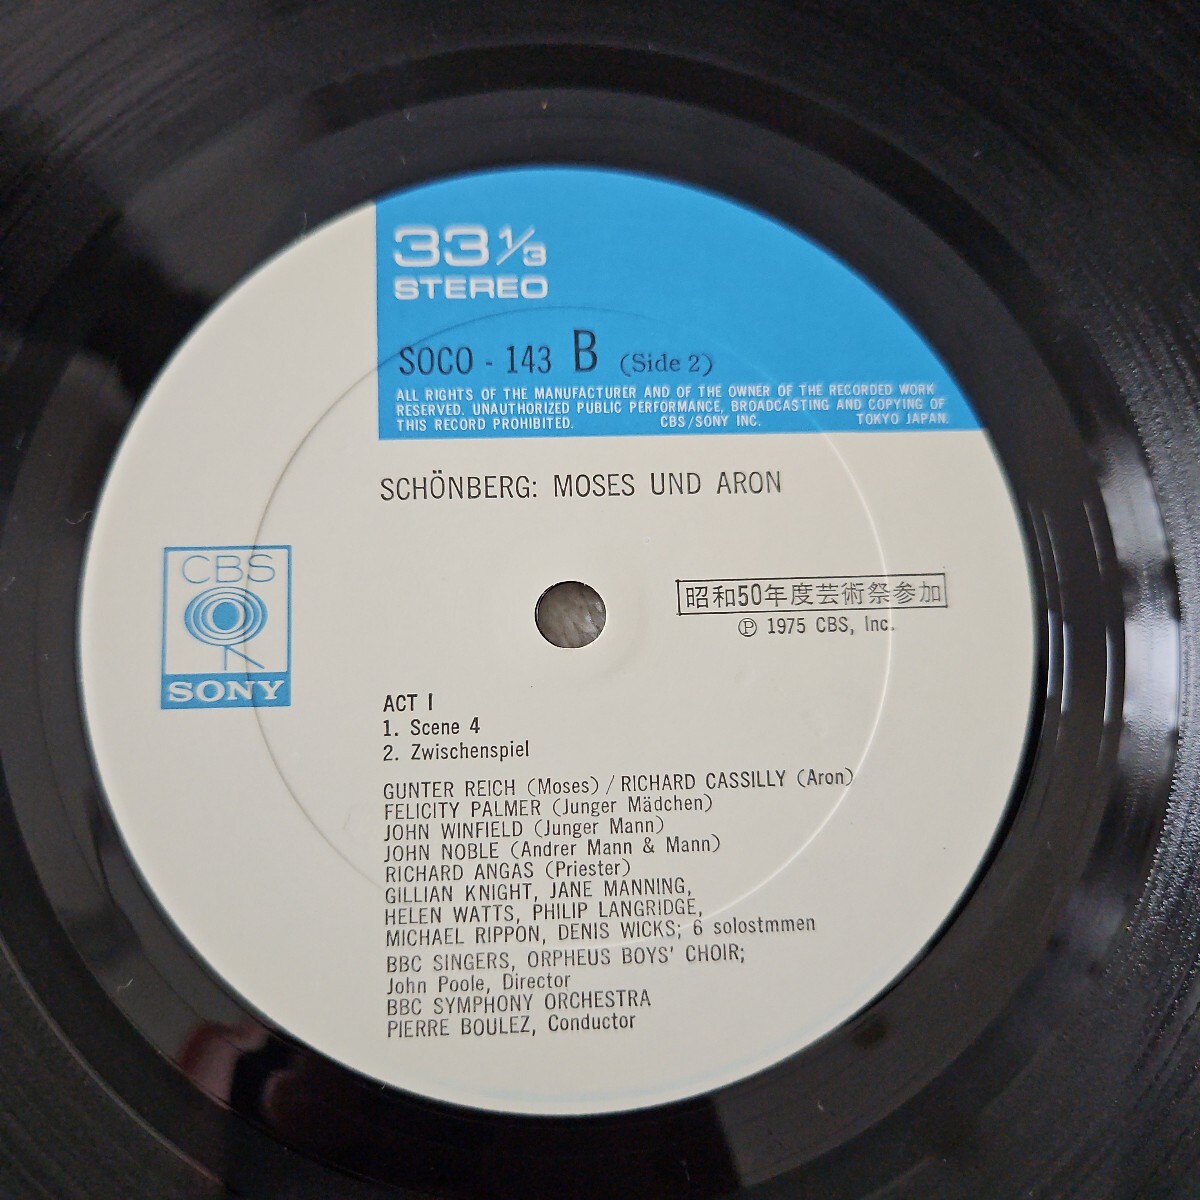 33 1/3
STEREO
SOCO - 143 B (Side 2)
ALL RIGHTS OF THE MANUFACTURER AND OF THE OWNER OF THE RECORDED WORK
RESERVED. UNAUTHORIZED PUBLIC PERFORMANCE, BROADCASTING AND COPYING OF
THIS RECORD PROHIBITED. CBS/SONY INC. TOKYO JAPAN.
SCHÖNBERG: MOSES UND ARON
CBS
SONY
昭和50年度芸術祭参加
Ⓟ 1975 CBS, Inc.
ACT I
1. Scene 4
2. Zwischenspiel
GUNTER REICH (Moses) / RICHARD CASSILLY (Aron)
FELICITY PALMER (Junger Mädchen)
JOHN WINFIELD (Junger Mann)
JOHN NOBLE (Andrer Mann & Mann)
RICHARD ANGAS (Priester)
GILLIAN KNIGHT, JANE MANNING,
HELEN WATTS, PHILIP LANGRIDGE,
MICHAEL RIPPON, DENIS WICKS; 6 solostmmen
BBC SINGERS, ORPHEUS BOYS' CHOIR;
John Poole, Director
BBC SYMPHONY ORCHESTRA
PIERRE BOULEZ, Conductor